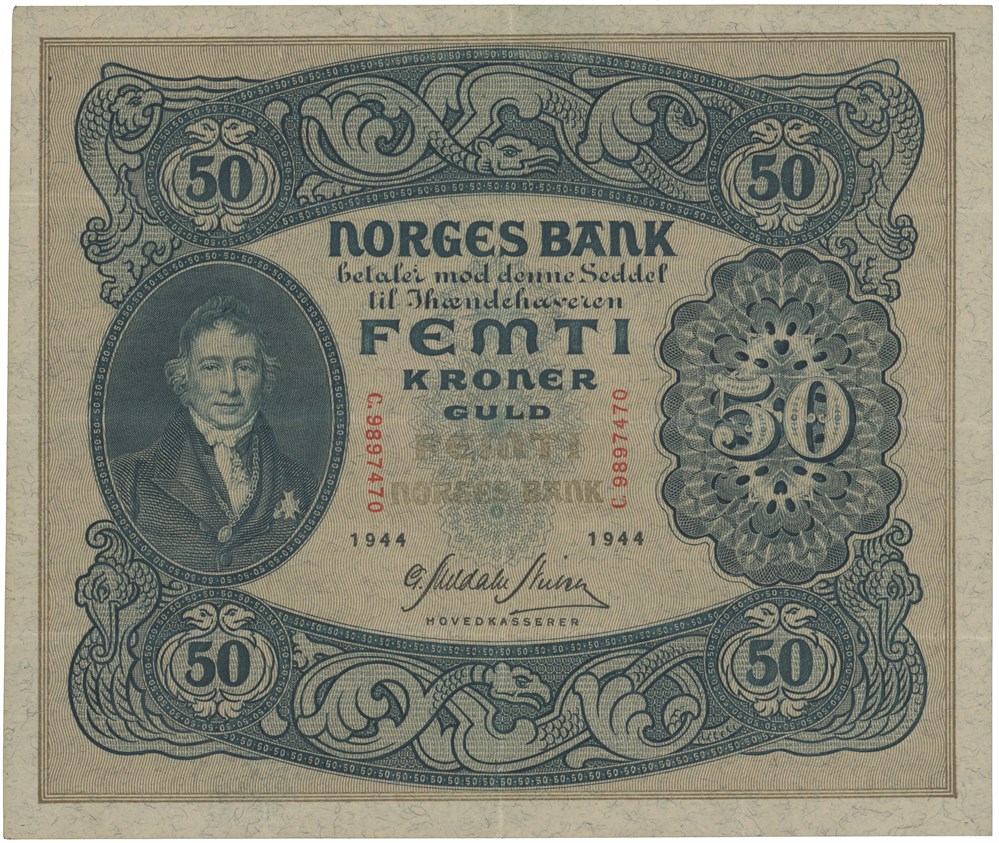 50 50
NORGES BANK
betaler mod denne Seddel
til Ihændehaveren
FEMTI
KRONER
GULD
FEMTI
NORGES BANK
C.9897470
C.9897470
50
1944 1944
HOVEDKASSERER
50 50